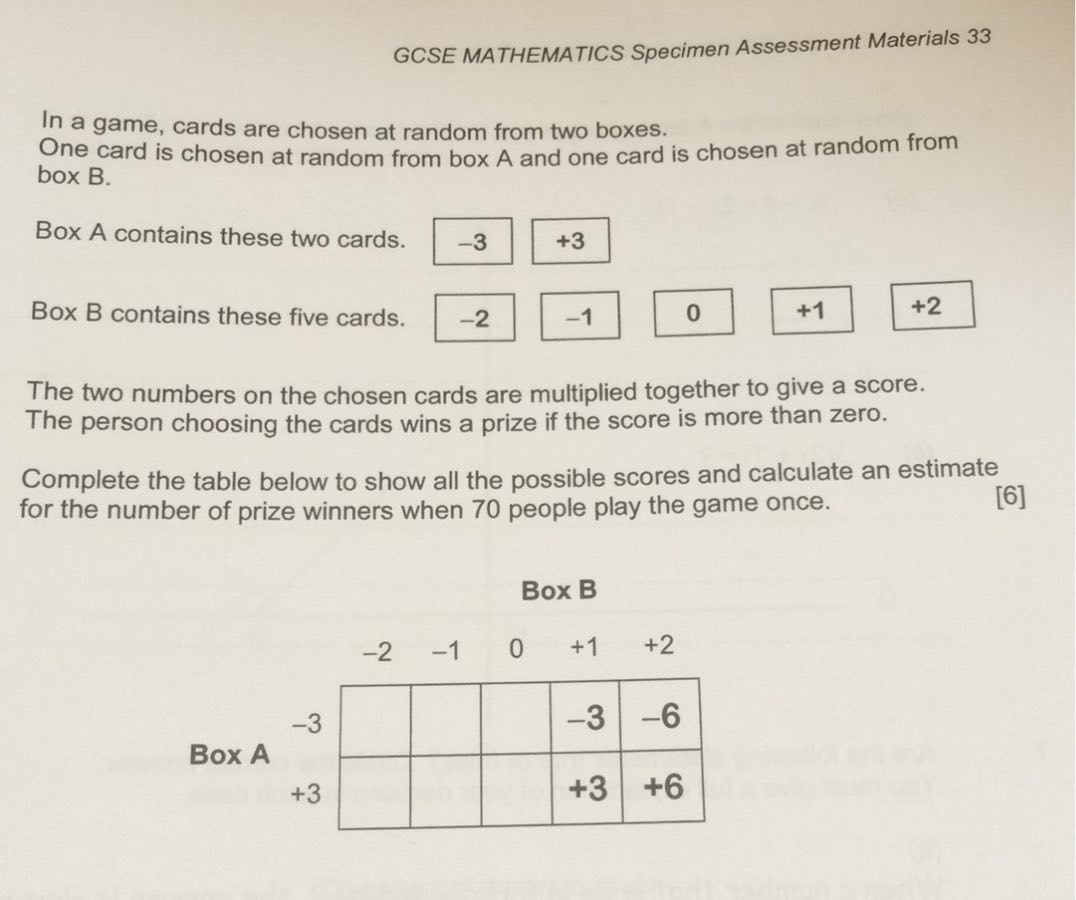 GCSE MATHEMATICS Specimen Assessment Materials 33
In a game, cards are chosen at random from two boxes.
One card is chosen at random from box A and one card is chosen at random from
box B.
Box A contains these two cards. –3 +3
Box B contains these five cards. –2 –1 0 +1 +2
The two numbers on the chosen cards are multiplied together to give a score.
The person choosing the cards wins a prize if the score is more than zero.
Complete the table below to show all the possible scores and calculate an estimate
for the number of prize winners when 70 people play the game once. [6]
Box B
–2 –1 0 +1 +2
–3 –3 –6
Box A
+3 +3 +6